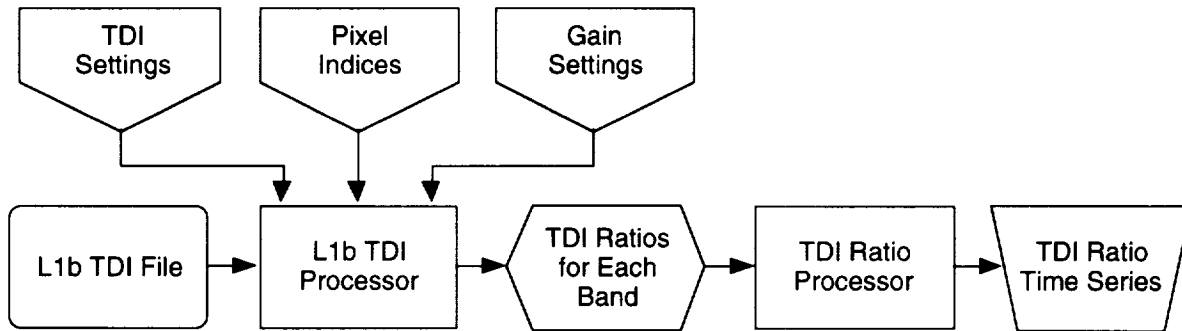 TDI
Settings
Pixel
Indices
Gain
Settings
L1b TDI File
L1b TDI
Processor
TDI Ratios
for Each
Band
TDI Ratio
Processor
TDI Ratio
Time Series